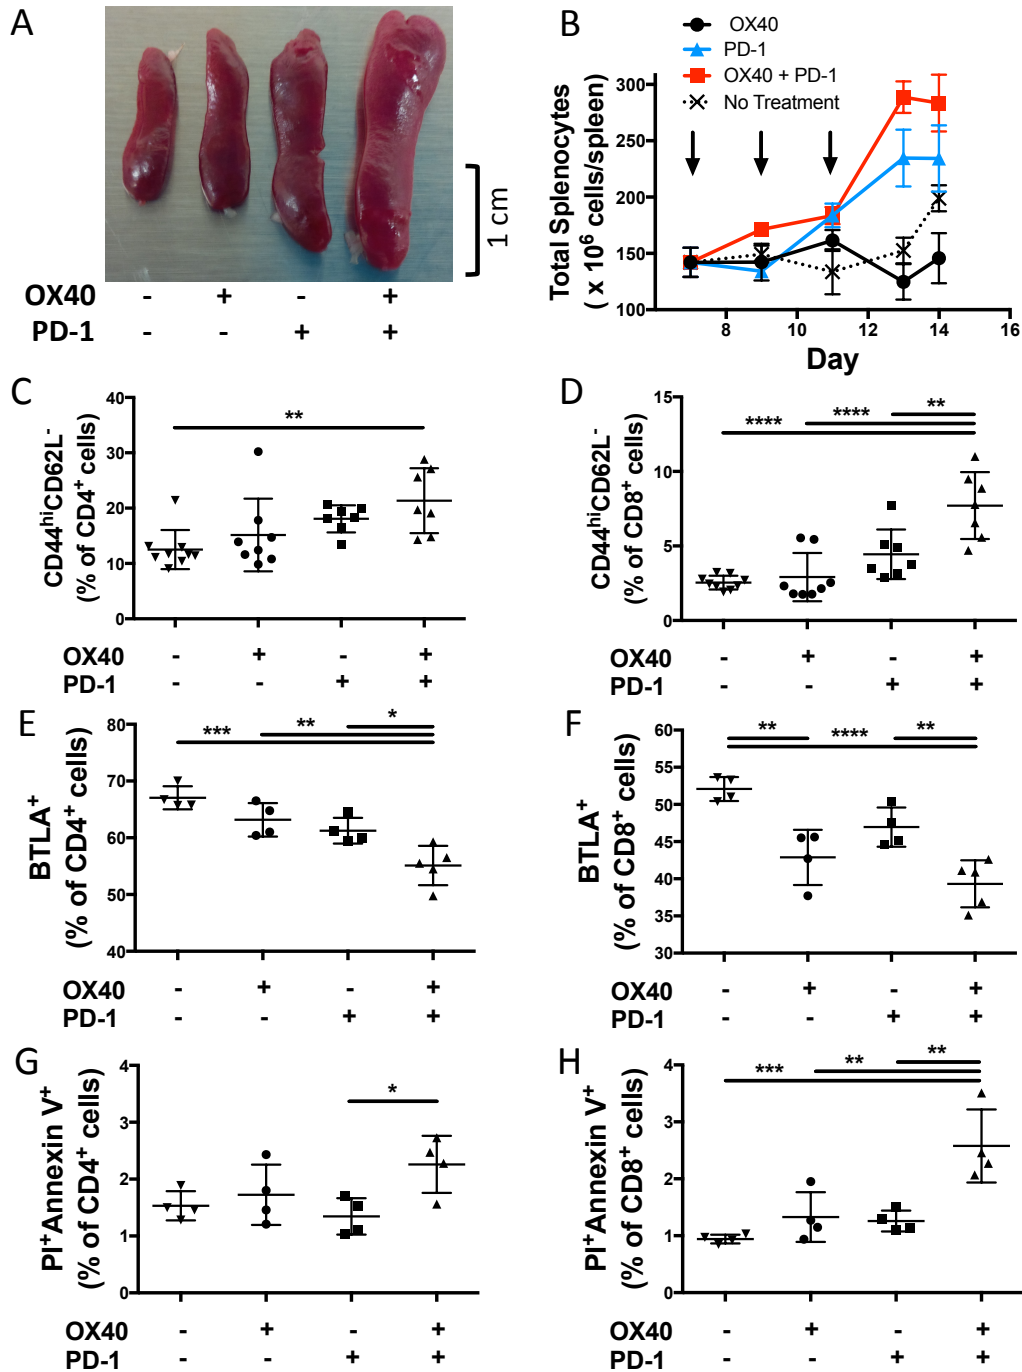 A
1 cm
OX40 - + - +
PD-1 - - + +
B
OX40
PD-1
OX40 + PD-1
No Treatment
Total Splenocytes
( x 10⁶ cells/spleen)
300
250
200
150
100
8 10 12 14 16
Day
C
CD44ʰⁱCD62L⁻
(% of CD4⁺ cells)
40
30
20
10
0
**
OX40 - + - +
PD-1 - - + +
D
CD44ʰⁱCD62L⁻
(% of CD8⁺ cells)
15
10
5
0
**
****
****
OX40 - + - +
PD-1 - - + +
E
BTLA⁺
(% of CD4⁺ cells)
80
70
60
50
40
*** ** *
OX40 - + - +
PD-1 - - + +
F
BTLA⁺
(% of CD8⁺ cells)
60
55
50
45
40
35
30
** **** **
OX40 - + - +
PD-1 - - + +
G
PI⁺Annexin V⁺
(% of CD4⁺ cells)
4
3
2
1
0
*
OX40 - + - +
PD-1 - - + +
H
PI⁺Annexin V⁺
(% of CD8⁺ cells)
4
3
2
1
0
*** ** **
OX40 - + - +
PD-1 - - + +